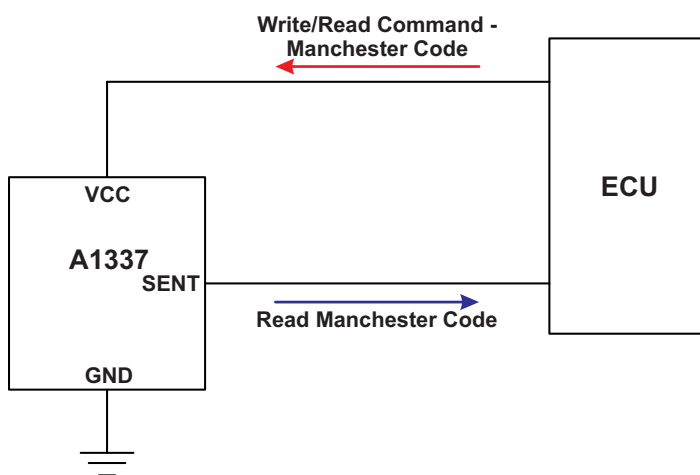 Write/Read Command -
Manchester Code
VCC
ECU
A1337
SENT
Read Manchester Code
GND